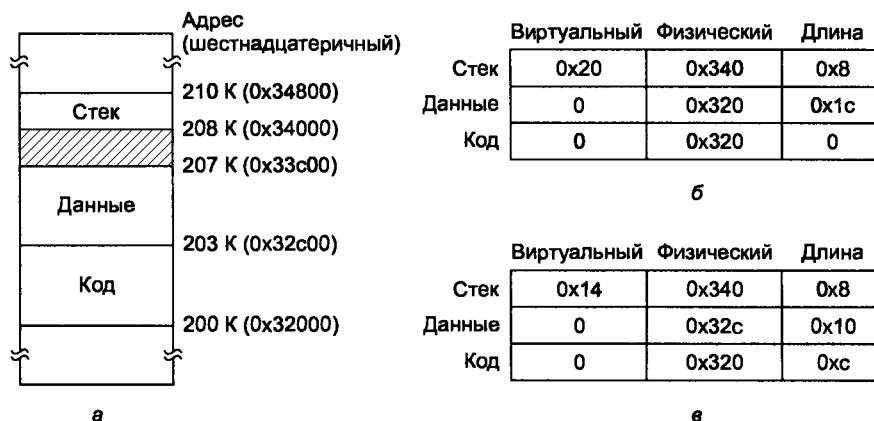 Адрес
(шестнадцатеричный)
210 К (0x34800)
Стек
208 К (0x34000)
207 К (0x33c00)
Данные
203 К (0x32c00)
Код
200 К (0x32000)
а
Виртуальный Физический Длина
Стек 0x20 0x340 0x8
Данные 0 0x320 0x1c
Код 0 0x320 0
б
Виртуальный Физический Длина
Стек 0x14 0x340 0x8
Данные 0 0x32c 0x10
Код 0 0x320 0xc
в